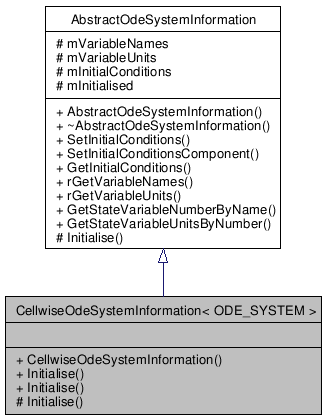 AbstractOdeSystemInformation
# mVariableNames
# mVariableUnits
# mInitialConditions
# mInitialised
+ AbstractOdeSystemInformation()
+ ~AbstractOdeSystemInformation()
+ SetInitialConditions()
+ SetInitialConditionsComponent()
+ GetInitialConditions()
+ rGetVariableNames()
+ rGetVariableUnits()
+ GetStateVariableNumberByName()
+ GetStateVariableUnitsByNumber()
# Initialise()
CellwiseOdeSystemInformation< ODE_SYSTEM >
+ CellwiseOdeSystemInformation()
+ Initialise()
+ Initialise()
# Initialise()